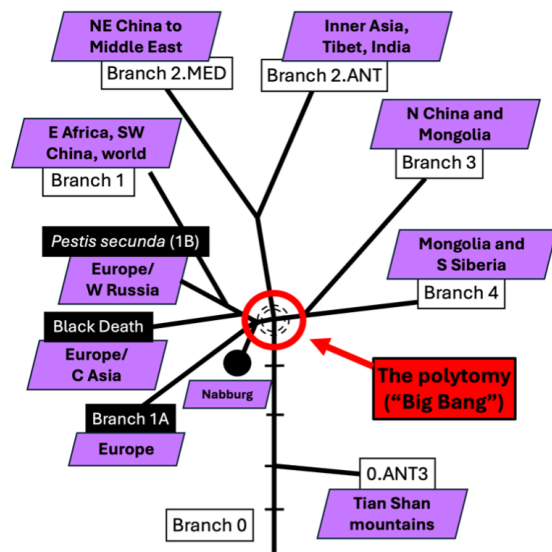 NE China to
Middle East
Branch 2.MED
Inner Asia,
Tibet, India
Branch 2.ANT
E Africa, SW
China, world
Branch 1
N China and
Mongolia
Branch 3
Pestis secunda (1B)
Europe/
W Russia
Mongolia and
S Siberia
Branch 4
Black Death
Europe/
C Asia
Nabburg
The polytomy
(“Big Bang”)
Branch 1A
Europe
0.ANT3
Tian Shan
mountains
Branch 0